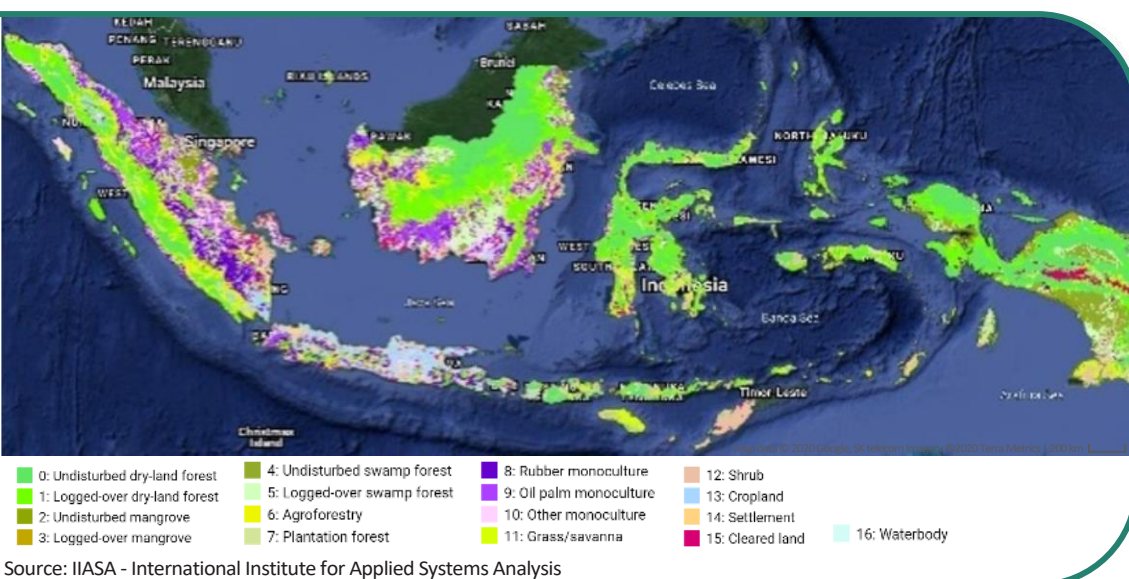 KEDAH
SABAH
PENANG TERENGGANU
PERAK
Malaysia
Brunei
RIAU ISLANDS
Celebes Sea
Singapore
NORTH MALUKU
WEST
WEST
SOUTH
Indonesia
Java Sea
Banda Sea
Timor-Leste
Arafura Sea
Christmas
Island
0: Undisturbed dry-land forest
1: Logged-over dry-land forest
2: Undisturbed mangrove
3: Logged-over mangrove
4: Undisturbed swamp forest
5: Logged-over swamp forest
6: Agroforestry
7: Plantation forest
8: Rubber monoculture
9: Oil palm monoculture
10: Other monoculture
11: Grass/savanna
12: Shrub
13: Cropland
14: Settlement
15: Cleared land
16: Waterbody
Source: IIASA - International Institute for Applied Systems Analysis